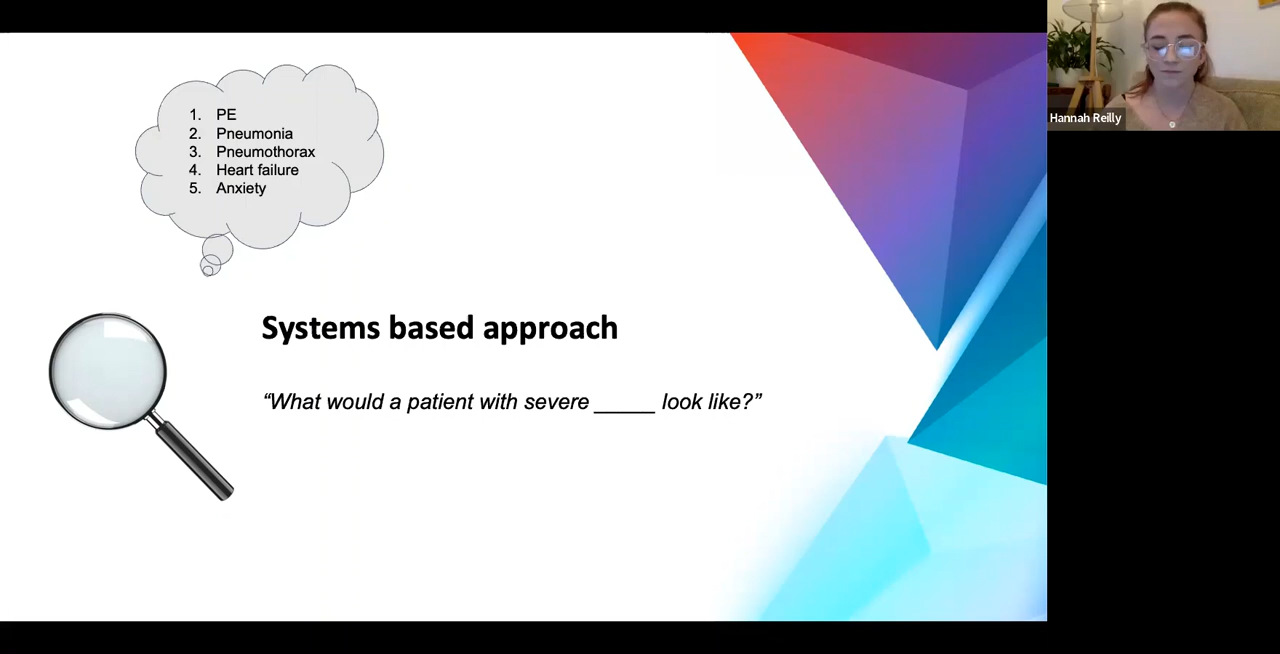 1. PE
2. Pneumonia
3. Pneumothorax
4. Heart failure
5. Anxiety
Systems based approach
“What would a patient with severe _____ look like?”
Hannah Reilly